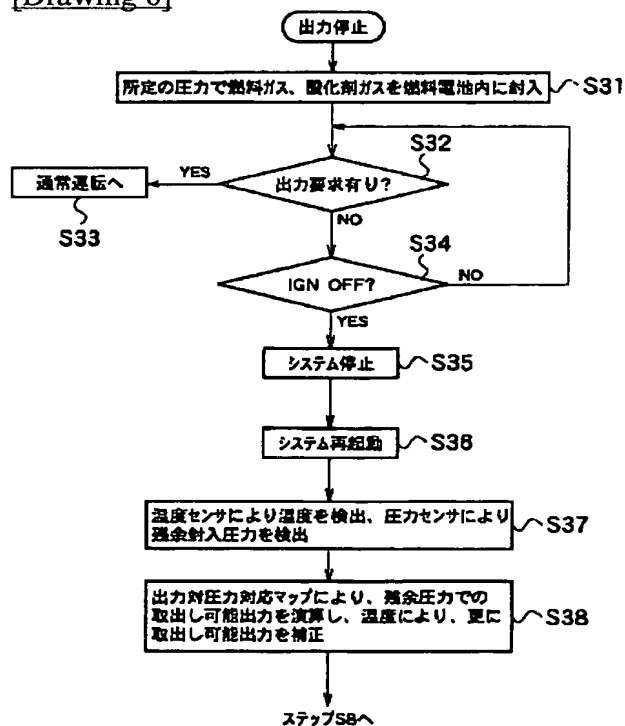 [Drawing 6]
出力停止
所定の圧力で燃料ガス、酸化剤ガスを燃料電池内に封入
S31
S32
出力要求有り?
YES
通常運転へ
S33
NO
S34
IGN OFF?
NO
YES
システム停止
S35
システム再起動
S36
温度センサにより温度を検出、圧力センサにより
残余封入圧力を検出
S37
出力対圧力対応マップにより、残余圧力での
取出し可能出力を演算し、温度により、更に
取出し可能出力を補正
S38
ステップS8へ